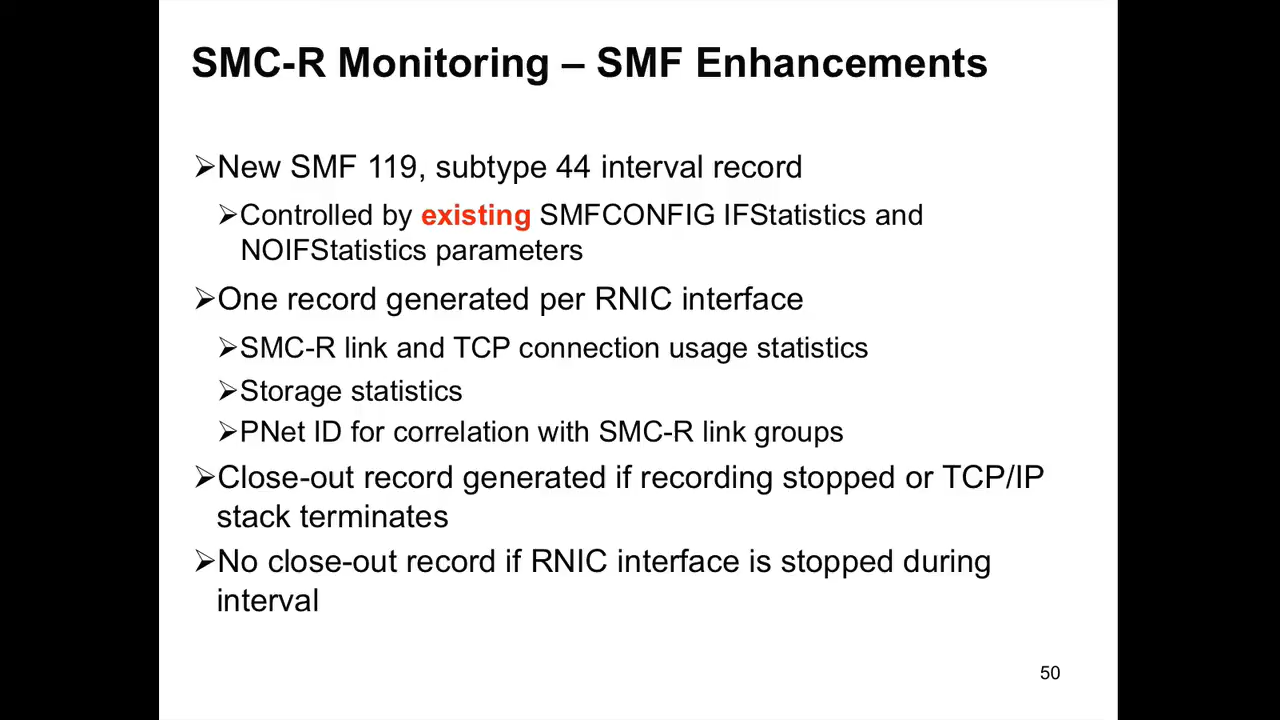 SMC-R Monitoring – SMF Enhancements
➢New SMF 119, subtype 44 interval record
➢Controlled by existing SMFCONFIG IFStatistics and
NOIFStatistics parameters
➢One record generated per RNIC interface
➢SMC-R link and TCP connection usage statistics
➢Storage statistics
➢PNet ID for correlation with SMC-R link groups
➢Close-out record generated if recording stopped or TCP/IP
stack terminates
➢No close-out record if RNIC interface is stopped during
interval
50